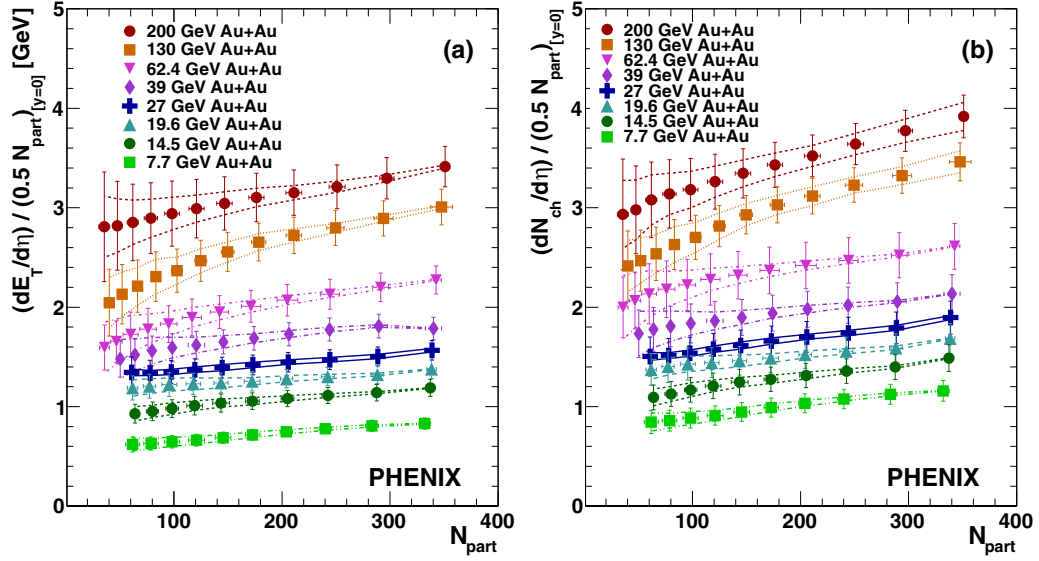 (dE_T/dη) / (0.5 N_part)_[y=0] [GeV]
5
4
3
2
1
0
(a)
200 GeV Au+Au
130 GeV Au+Au
62.4 GeV Au+Au
39 GeV Au+Au
27 GeV Au+Au
19.6 GeV Au+Au
14.5 GeV Au+Au
7.7 GeV Au+Au
PHENIX
100 200 300 400
N_part
(dN_ch/dη) / (0.5 N_part)_[y=0]
5
4
3
2
1
0
(b)
200 GeV Au+Au
130 GeV Au+Au
62.4 GeV Au+Au
39 GeV Au+Au
27 GeV Au+Au
19.6 GeV Au+Au
14.5 GeV Au+Au
7.7 GeV Au+Au
PHENIX
100 200 300 400
N_part